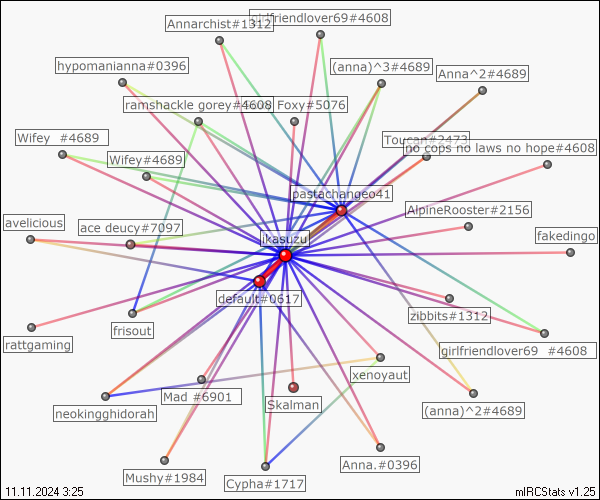 girlfriendlover69#4608
Annarchist#1312
(anna)^3#4689
hypomanianna#0396
Anna^2#4689
ramshackle gorey#4608
Foxy#5076
Wifey #4689
Toucan#2473
no cops no laws no hope#4608
Wifey#4689
pastachangeo41
AlpineRooster#2156
avelicious
ace deucy#7097
ikasuzu
fakedingo
default#0617
zibbits#1312
frisout
rattgaming
girlfriendlover69 #4608
xenoyaut
Mad #6901
Skalman
neokingghidorah
(anna)^2#4689
Anna.#0396
Mushy#1984
Cypha#1717
11.11.2024 3:25
mIRCStats v1.25